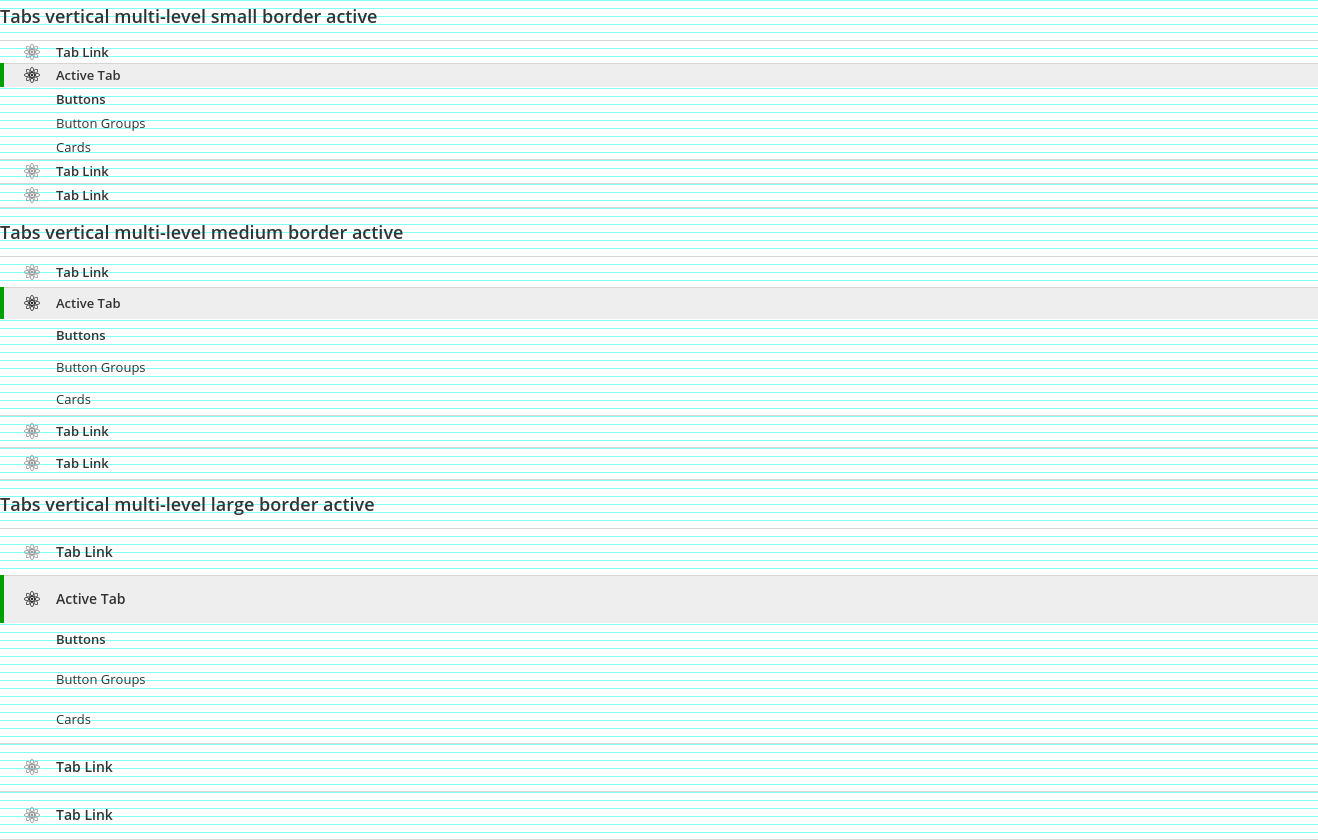 Tabs vertical multi-level small border active
Tab Link
Active Tab
Buttons
Button Groups
Cards
Tab Link
Tab Link
Tabs vertical multi-level medium border active
Tab Link
Active Tab
Buttons
Button Groups
Cards
Tab Link
Tab Link
Tabs vertical multi-level large border active
Tab Link
Active Tab
Buttons
Button Groups
Cards
Tab Link
Tab Link